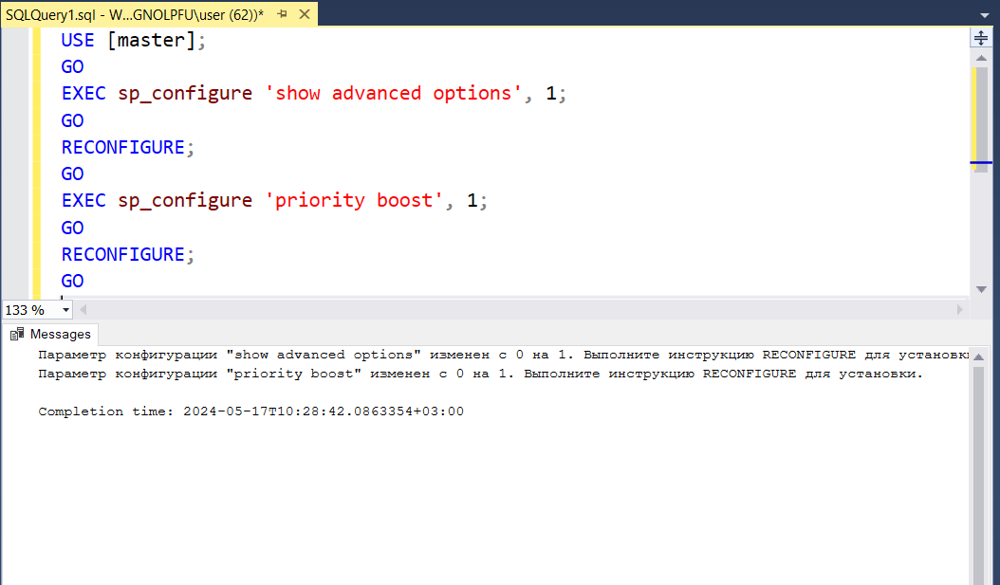 SQLQuery1.sql - W...GNOLPFU\user (62))*
USE [master];
GO
EXEC sp_configure 'show advanced options', 1;
GO
RECONFIGURE;
GO
EXEC sp_configure 'priority boost', 1;
GO
RECONFIGURE;
GO
133 %
Messages
Параметр конфигурации "show advanced options" изменен с 0 на 1. Выполните инструкцию RECONFIGURE для установк
Параметр конфигурации "priority boost" изменен с 0 на 1. Выполните инструкцию RECONFIGURE для установки.
Completion time: 2024-05-17T10:28:42.0863354+03:00